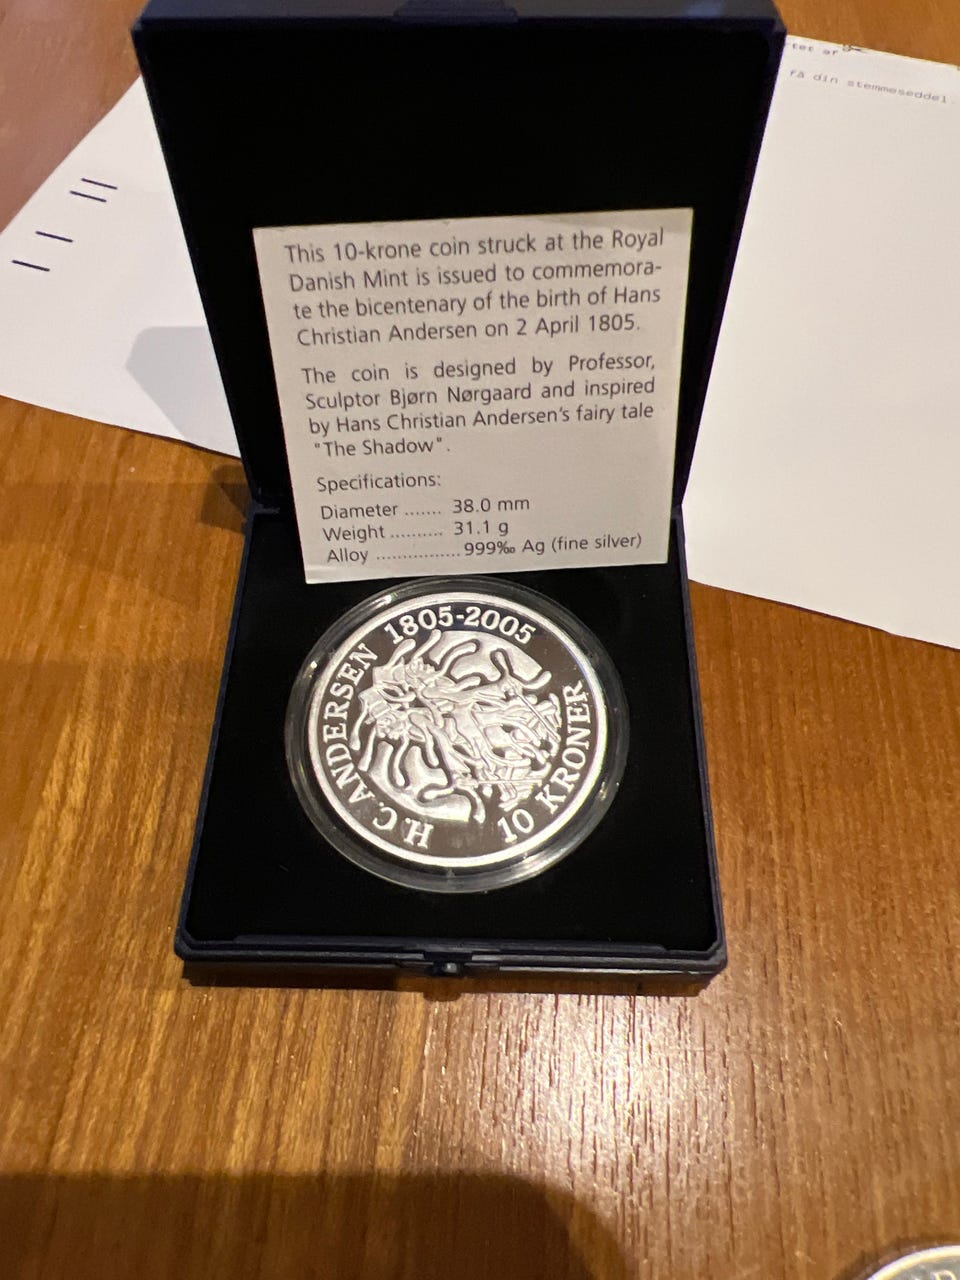 få din stemmeseddel.
This 10-krone coin struck at the Royal
Danish Mint is issued to commemora-
te the bicentenary of the birth of Hans
Christian Andersen on 2 April 1805.
The coin is designed by Professor,
Sculptor Bjørn Nørgaard and inspired
by Hans Christian Andersen's fairy tale
"The Shadow".
Specifications:
Diameter ....... 38.0 mm
Weight .......... 31.1 g
Alloy ................ 999‰ Ag (fine silver)
H.C. ANDERSEN 1805-2005
10 KRONER